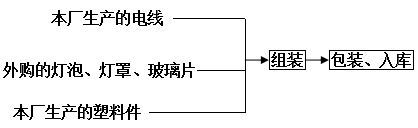 本厂生产的电线
外购的灯泡、灯罩、玻璃片
组装
包装、入库
本厂生产的塑料件